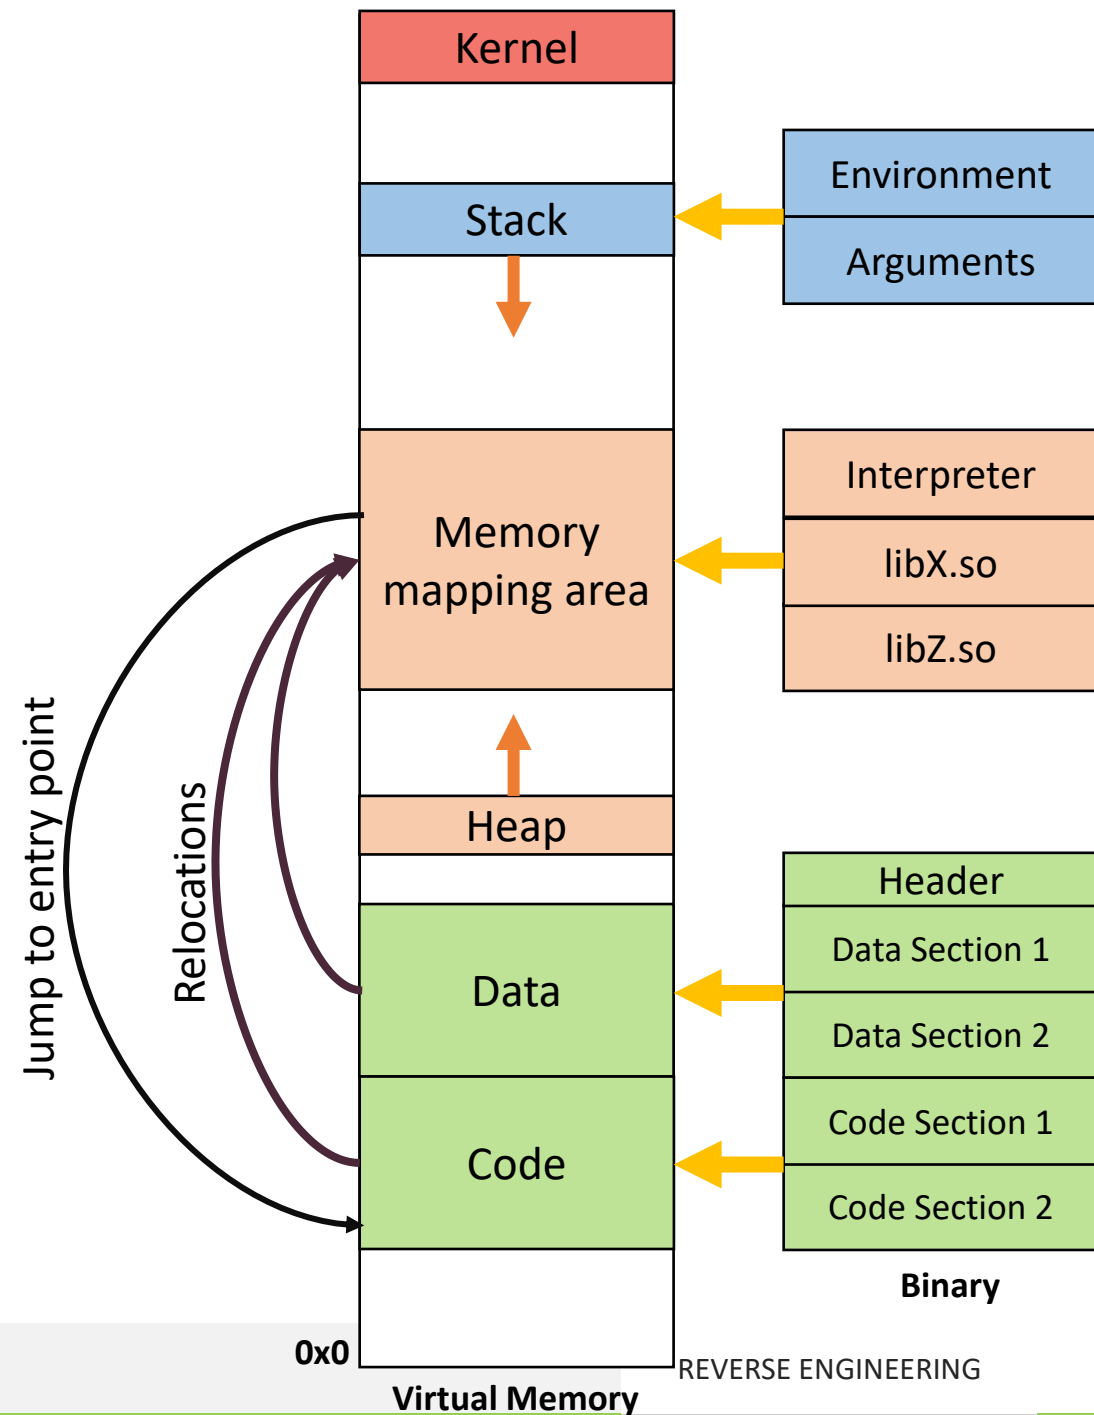 Kernel
Environment
Stack
Arguments
Interpreter
Memory
mapping area
libX.so
libZ.so
Jump to entry point
Relocations
Heap
Header
Data Section 1
Data
Data Section 2
Code Section 1
Code
Code Section 2
Binary
0x0
REVERSE ENGINEERING
Virtual Memory